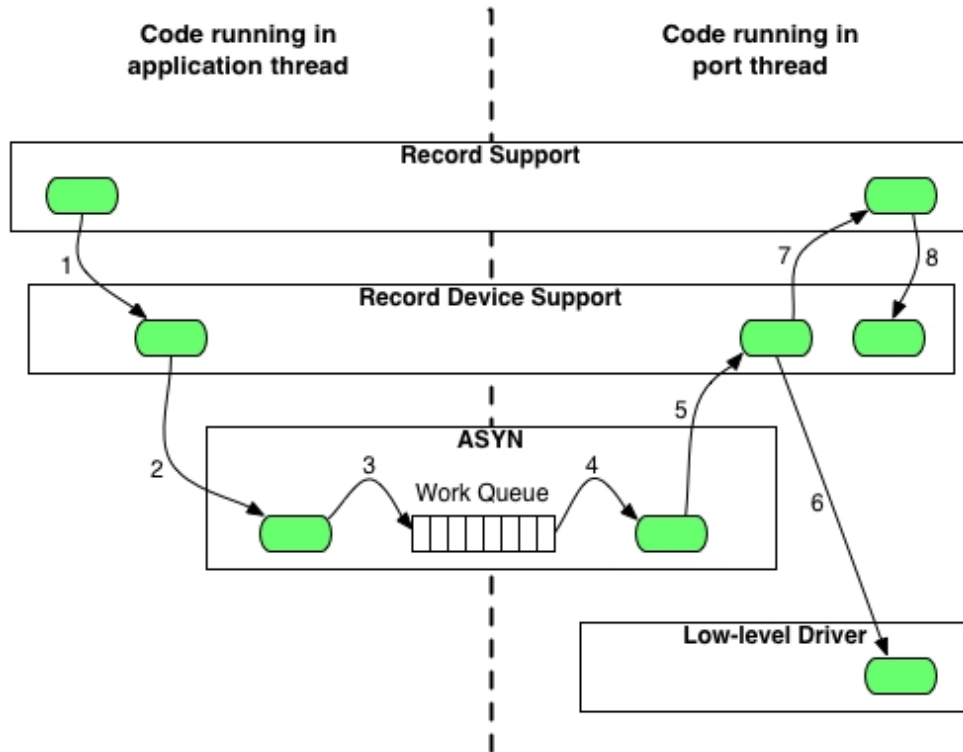 Code running in
application thread
Code running in
port thread
Record Support
1
7
8
Record Device Support
2
5
6
ASYN
3
4
Work Queue
Low-level Driver